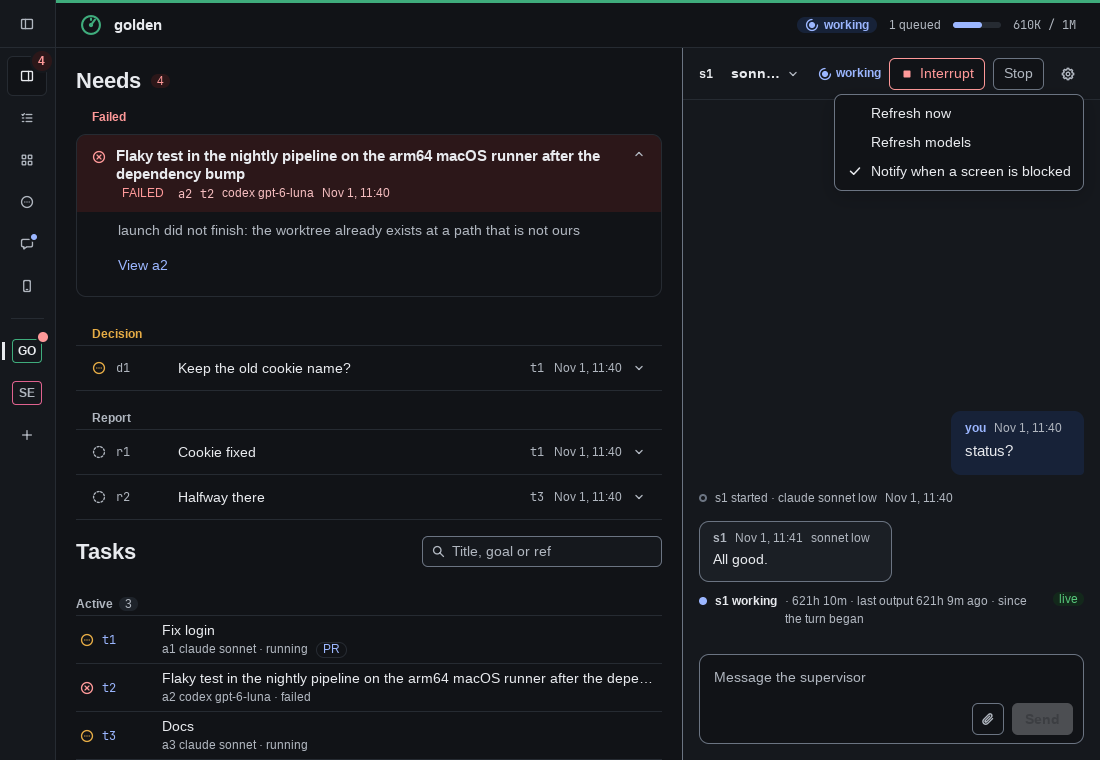 golden
working
1 queued
610K / 1M
4
GO
SE
Needs 4
Failed
Flaky test in the nightly pipeline on the arm64 macOS runner after the
dependency bump
FAILED a2 t2 codex gpt-6-luna Nov 1, 11:40
launch did not finish: the worktree already exists at a path that is not ours
View a2
Decision
d1 Keep the old cookie name? t1 Nov 1, 11:40
Report
r1 Cookie fixed t1 Nov 1, 11:40
r2 Halfway there t3 Nov 1, 11:40
Tasks
Title, goal or ref
Active 3
t1 Fix login
a1 claude sonnet · running PR
t2 Flaky test in the nightly pipeline on the arm64 macOS runner after the depe…
a2 codex gpt-6-luna · failed
t3 Docs
a3 claude sonnet · running
s1 sonn… working Interrupt Stop
Refresh now
Refresh models
Notify when a screen is blocked
you Nov 1, 11:40
status?
s1 started · claude sonnet low Nov 1, 11:40
s1 Nov 1, 11:41 sonnet low
All good.
s1 working · 621h 10m · last output 621h 9m ago · since
the turn began
live
Message the supervisor
Send